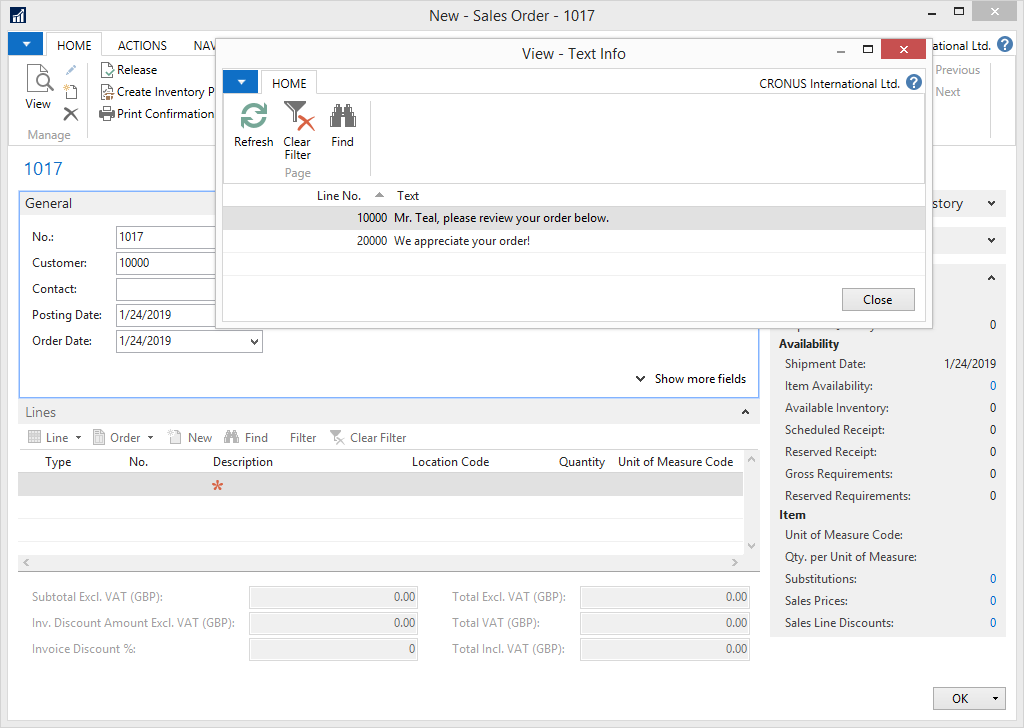 New - Sales Order - 1017
HOME ACTIONS NAV
ational Ltd.
View
Manage
Release
Create Inventory P
Print Confirmation
Previous
Next
View - Text Info
HOME
CRONUS International Ltd.
Refresh
Clear Filter
Find
Page
Line No. Text
10000 Mr. Teal, please review your order below.
20000 We appreciate your order!
Close
1017
General
No.: 1017
Customer: 10000
Contact:
Posting Date: 1/24/2019
Order Date: 1/24/2019
Show more fields
Lines
Line Order New Find Filter Clear Filter
Type No. Description Location Code Quantity Unit of Measure Code
Subtotal Excl. VAT (GBP): 0.00 Total Excl. VAT (GBP): 0.00
Inv. Discount Amount Excl. VAT (GBP): 0.00 Total VAT (GBP): 0.00
Invoice Discount %: 0 Total Incl. VAT (GBP): 0.00
story
0
Availability
Shipment Date: 1/24/2019
Item Availability: 0
Available Inventory: 0
Scheduled Receipt: 0
Reserved Receipt: 0
Gross Requirements: 0
Reserved Requirements: 0
Item
Unit of Measure Code:
Qty. per Unit of Measure:
Substitutions: 0
Sales Prices: 0
Sales Line Discounts: 0
OK